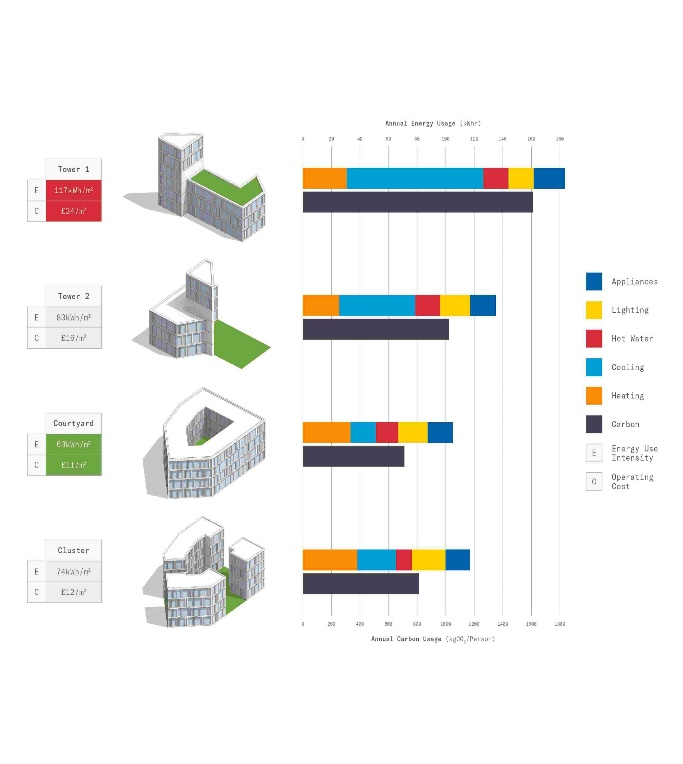 Annual Energy Usage (kWhr)
0 20 40 60 80 100 120 140 160 180
Tower 1
E 117kWh/m²
C £24/m²
Tower 2
E 83kWh/m²
C £16/m²
Appliances
Lighting
Hot Water
Cooling
Heating
Carbon
E Energy Use
Intensity
C Operating
Cost
Courtyard
E 63kWh/m²
C £11/m²
Cluster
E 74kWh/m²
C £12/m²
0 200 400 600 800 1000 1200 1400 1600 1800
Annual Carbon Usage (kgCO₂/Person)